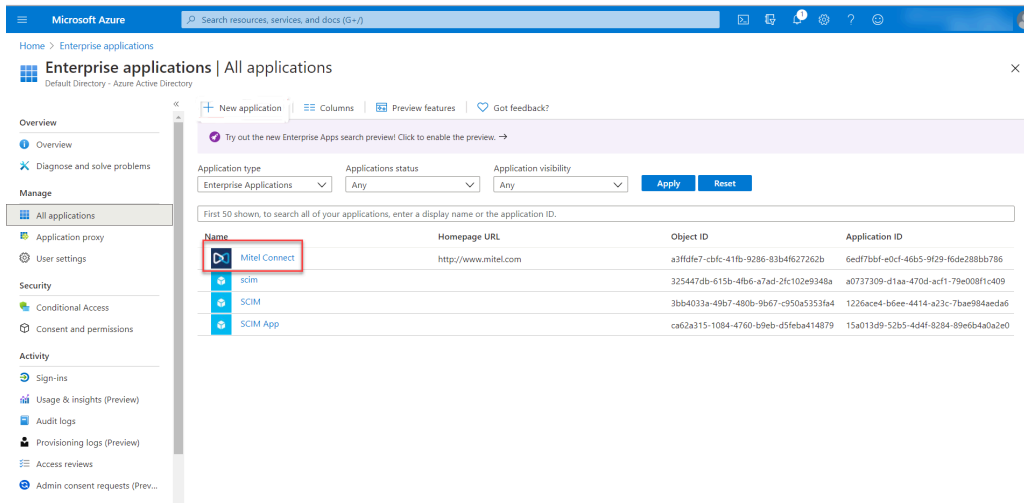 Microsoft Azure
Search resources, services, and docs (G+/)
1
Home > Enterprise applications
Enterprise applications | All applications
Default Directory - Azure Active Directory
New application
Columns
Preview features
Got feedback?
Overview
Overview
Diagnose and solve problems
Manage
All applications
Application proxy
User settings
Security
Conditional Access
Consent and permissions
Activity
Sign-ins
Usage & insights (Preview)
Audit logs
Provisioning logs (Preview)
Access reviews
Admin consent requests (Prev...
Try out the new Enterprise Apps search preview! Click to enable the preview. →
Application type Applications status Application visibility
Enterprise Applications Any Any Apply Reset
First 50 shown, to search all of your applications, enter a display name or the application ID.
Name Homepage URL Object ID Application ID
Mitel Connect http://www.mitel.com a3ffdfe7-cbfc-41fb-9286-83b4f627262b 6edf7bbf-e0cf-46b5-9f29-f6de288bb786
scim 325447db-615b-4fb6-a7ad-2fc102e9348a a0737309-d1aa-470d-acf1-79e008f1c409
SCIM 3bb4033a-49b7-480b-9b67-c950a5353fa4 1226ace4-b6ee-4414-a23c-7bae984aeda6
SCIM App ca62a315-1084-4760-b9eb-d5feba414879 15a013d9-52b5-4d4f-8284-89e6b4a0a2e0